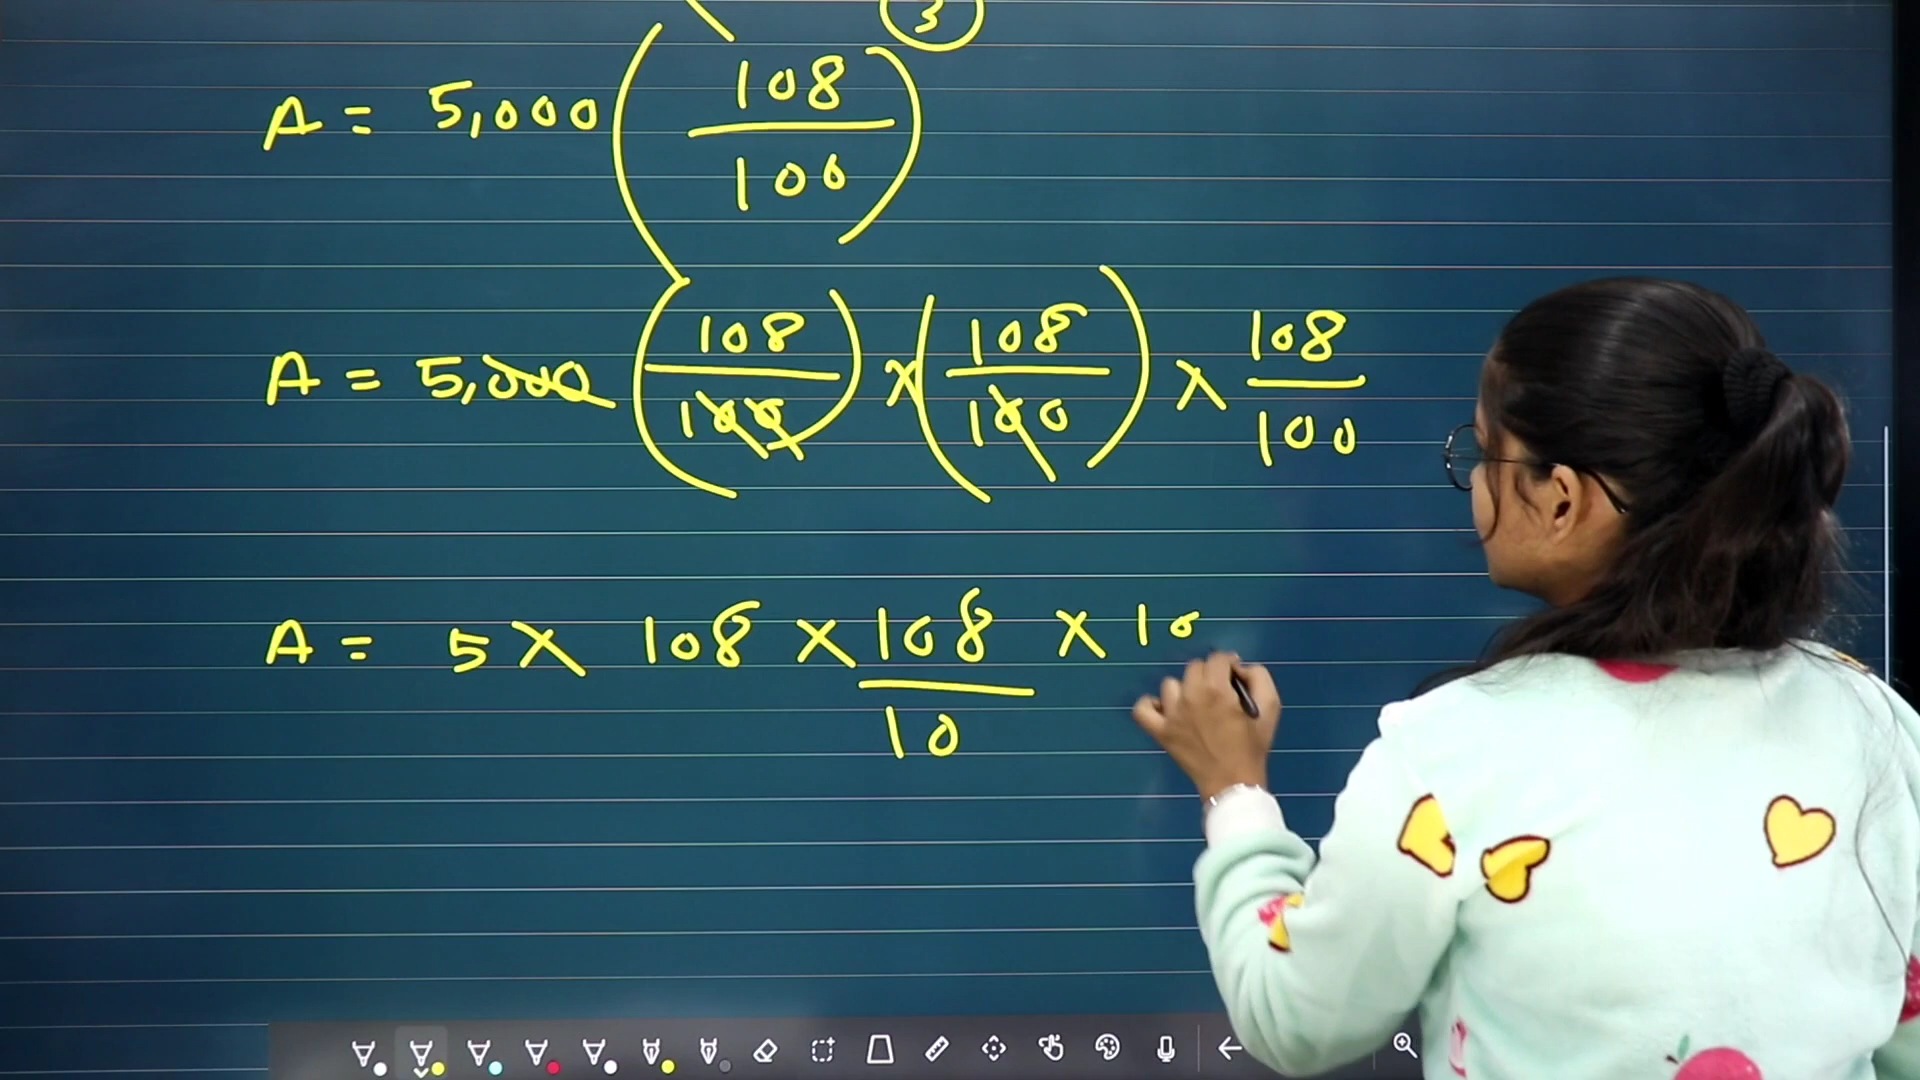 3
A = 5,000 ( 108 / 100 )
A = 5,000 ( 108 / 100 ) × ( 108 / 100 ) × 108 / 100
A = 5 × 108 × 108 / 10 × 10